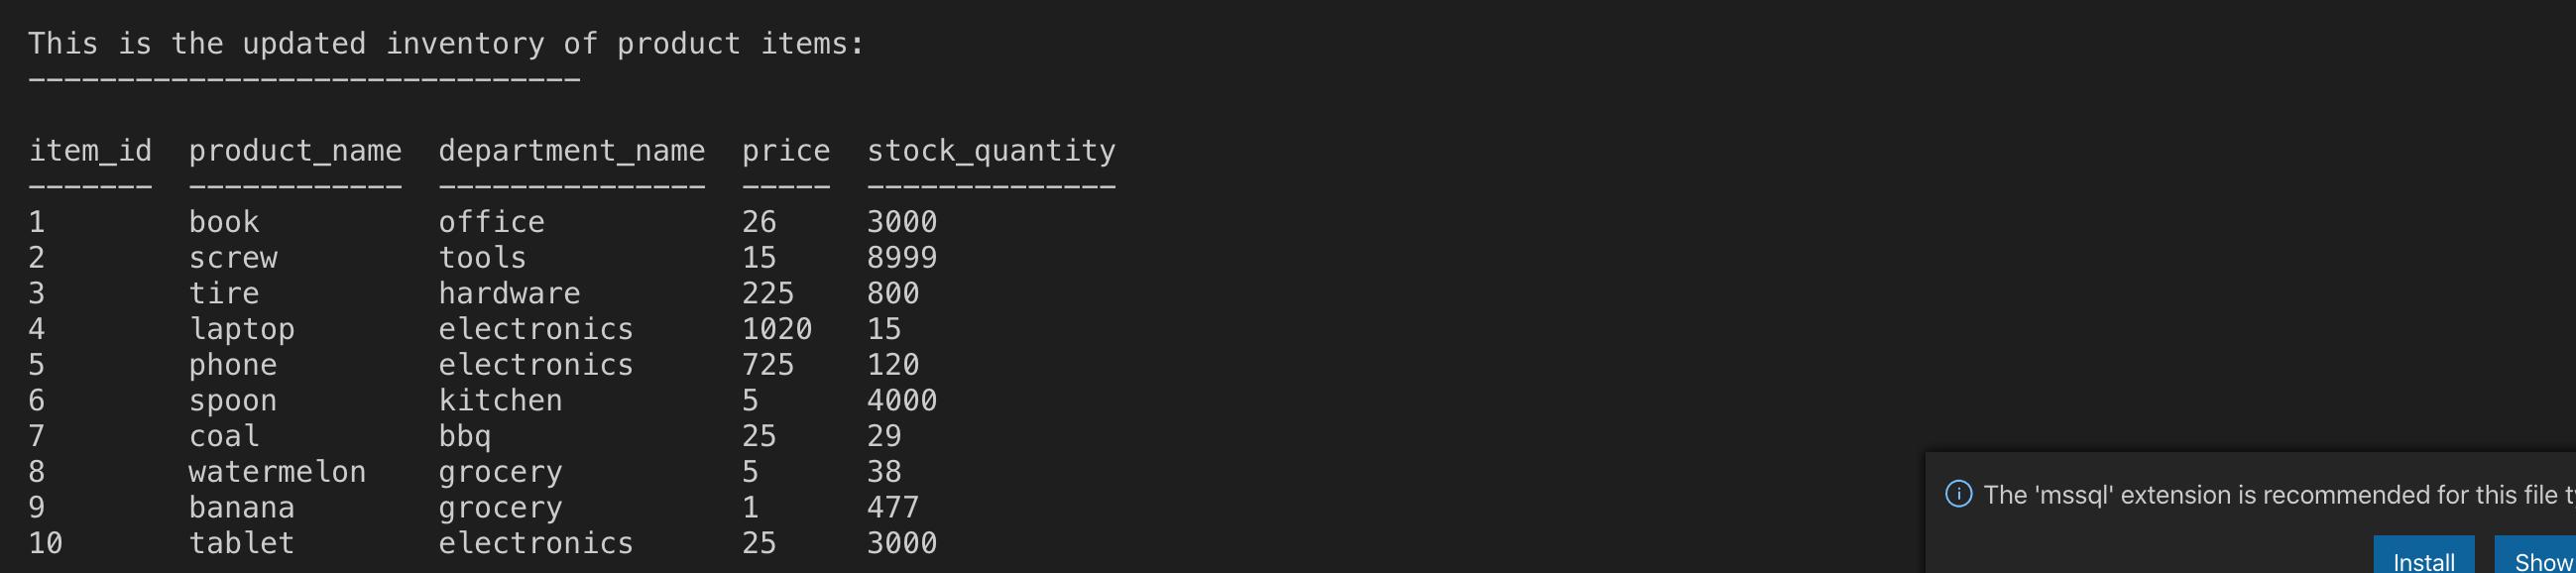 This is the updated inventory of product items:
-------------------------------
item_id  product_name  department_name  price  stock_quantity
-------  ------------  ---------------  -----  --------------
1        book          office           26     3000
2        screw         tools            15     8999
3        tire          hardware         225    800
4        laptop        electronics      1020   15
5        phone         electronics      725    120
6        spoon         kitchen          5      4000
7        coal          bbq              25     29
8        watermelon    grocery          5      38
9        banana        grocery          1      477
10       tablet        electronics      25     3000
The 'mssql' extension is recommended for this file
Install Show